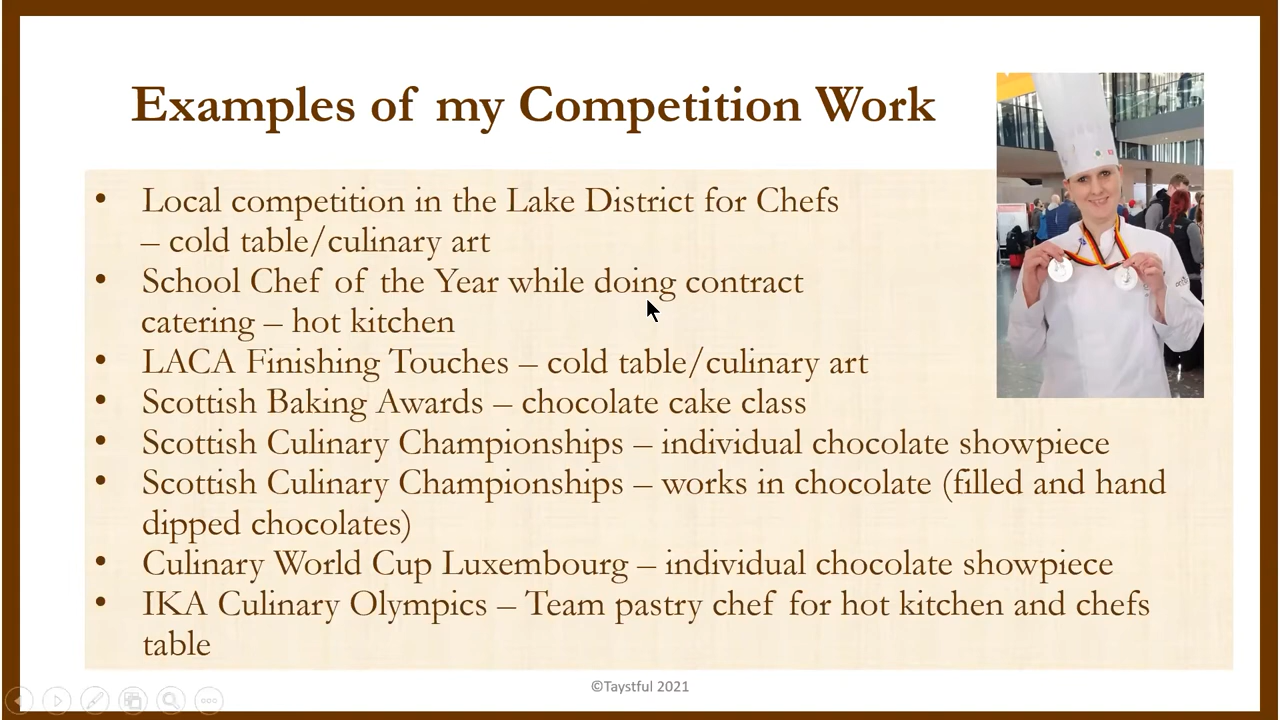 Examples of my Competition Work
• Local competition in the Lake District for Chefs
– cold table/culinary art
• School Chef of the Year while doing contract
catering – hot kitchen
• LACA Finishing Touches – cold table/culinary art
• Scottish Baking Awards – chocolate cake class
• Scottish Culinary Championships – individual chocolate showpiece
• Scottish Culinary Championships – works in chocolate (filled and hand
dipped chocolates)
• Culinary World Cup Luxembourg – individual chocolate showpiece
• IKA Culinary Olympics – Team pastry chef for hot kitchen and chefs
table
©Taystful 2021